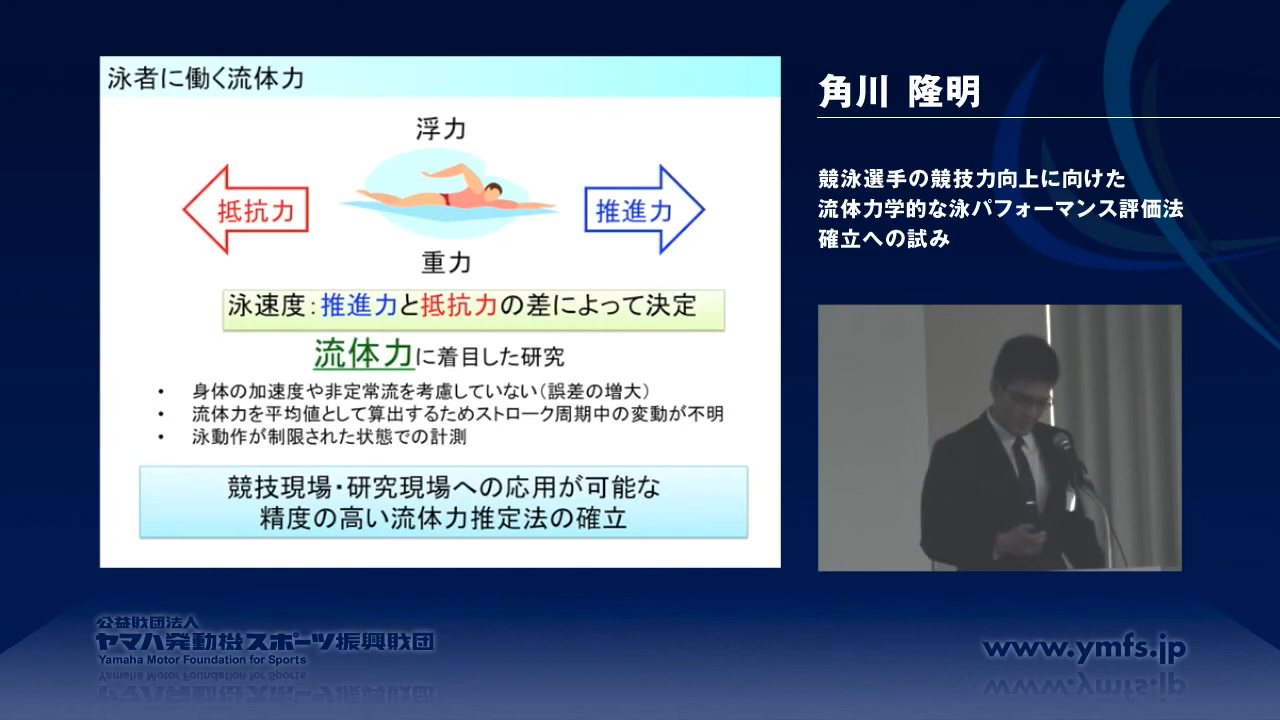 泳者に働く流体力
浮力
抵抗力
推進力
重力
泳速度：推進力と抵抗力の差によって決定
流体力に着目した研究
• 身体の加速度や非定常流を考慮していない（誤差の増大）
• 流体力を平均値として算出するためストローク周期中の変動が不明
• 泳動作が制限された状態での計測
競技現場・研究現場への応用が可能な
精度の高い流体力推定法の確立
角川 隆明
競泳選手の競技力向上に向けた
流体力学的な泳パフォーマンス評価法
確立への試み
公益財団法人
ヤマハ発動機スポーツ振興財団
Yamaha Motor Foundation for Sports
www.ymfs.jp